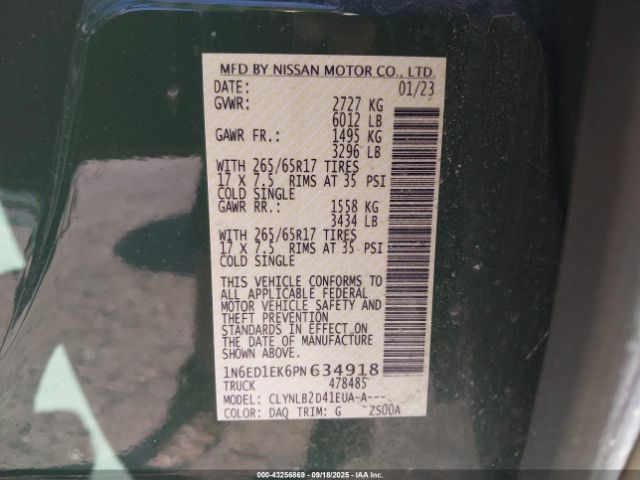 MFD BY NISSAN MOTOR CO., LTD.
DATE: 01/23
GVWR: 2727 KG
6012 LB
GAWR FR.: 1495 KG
3296 LB
WITH 265/65R17 TIRES
17 X 7.5 RIMS AT 35 PSI
COLD SINGLE
GAWR RR.: 1558 KG
3434 LB
WITH 265/65R17 TIRES
17 X 7.5 RIMS AT 35 PSI
COLD SINGLE
THIS VEHICLE CONFORMS TO
ALL APPLICABLE FEDERAL
MOTOR VEHICLE SAFETY AND
THEFT PREVENTION
STANDARDS IN EFFECT ON
THE DATE OF MANUFACTURE
SHOWN ABOVE.
1N6ED1EK6PN634918
TRUCK 478485
MODEL: CLYNLB2D41EUA-A---
COLOR: DAQ TRIM: G ZS00A
000-43256869 - 09/18/2025 - COPYRIGHT IAA, LLC.